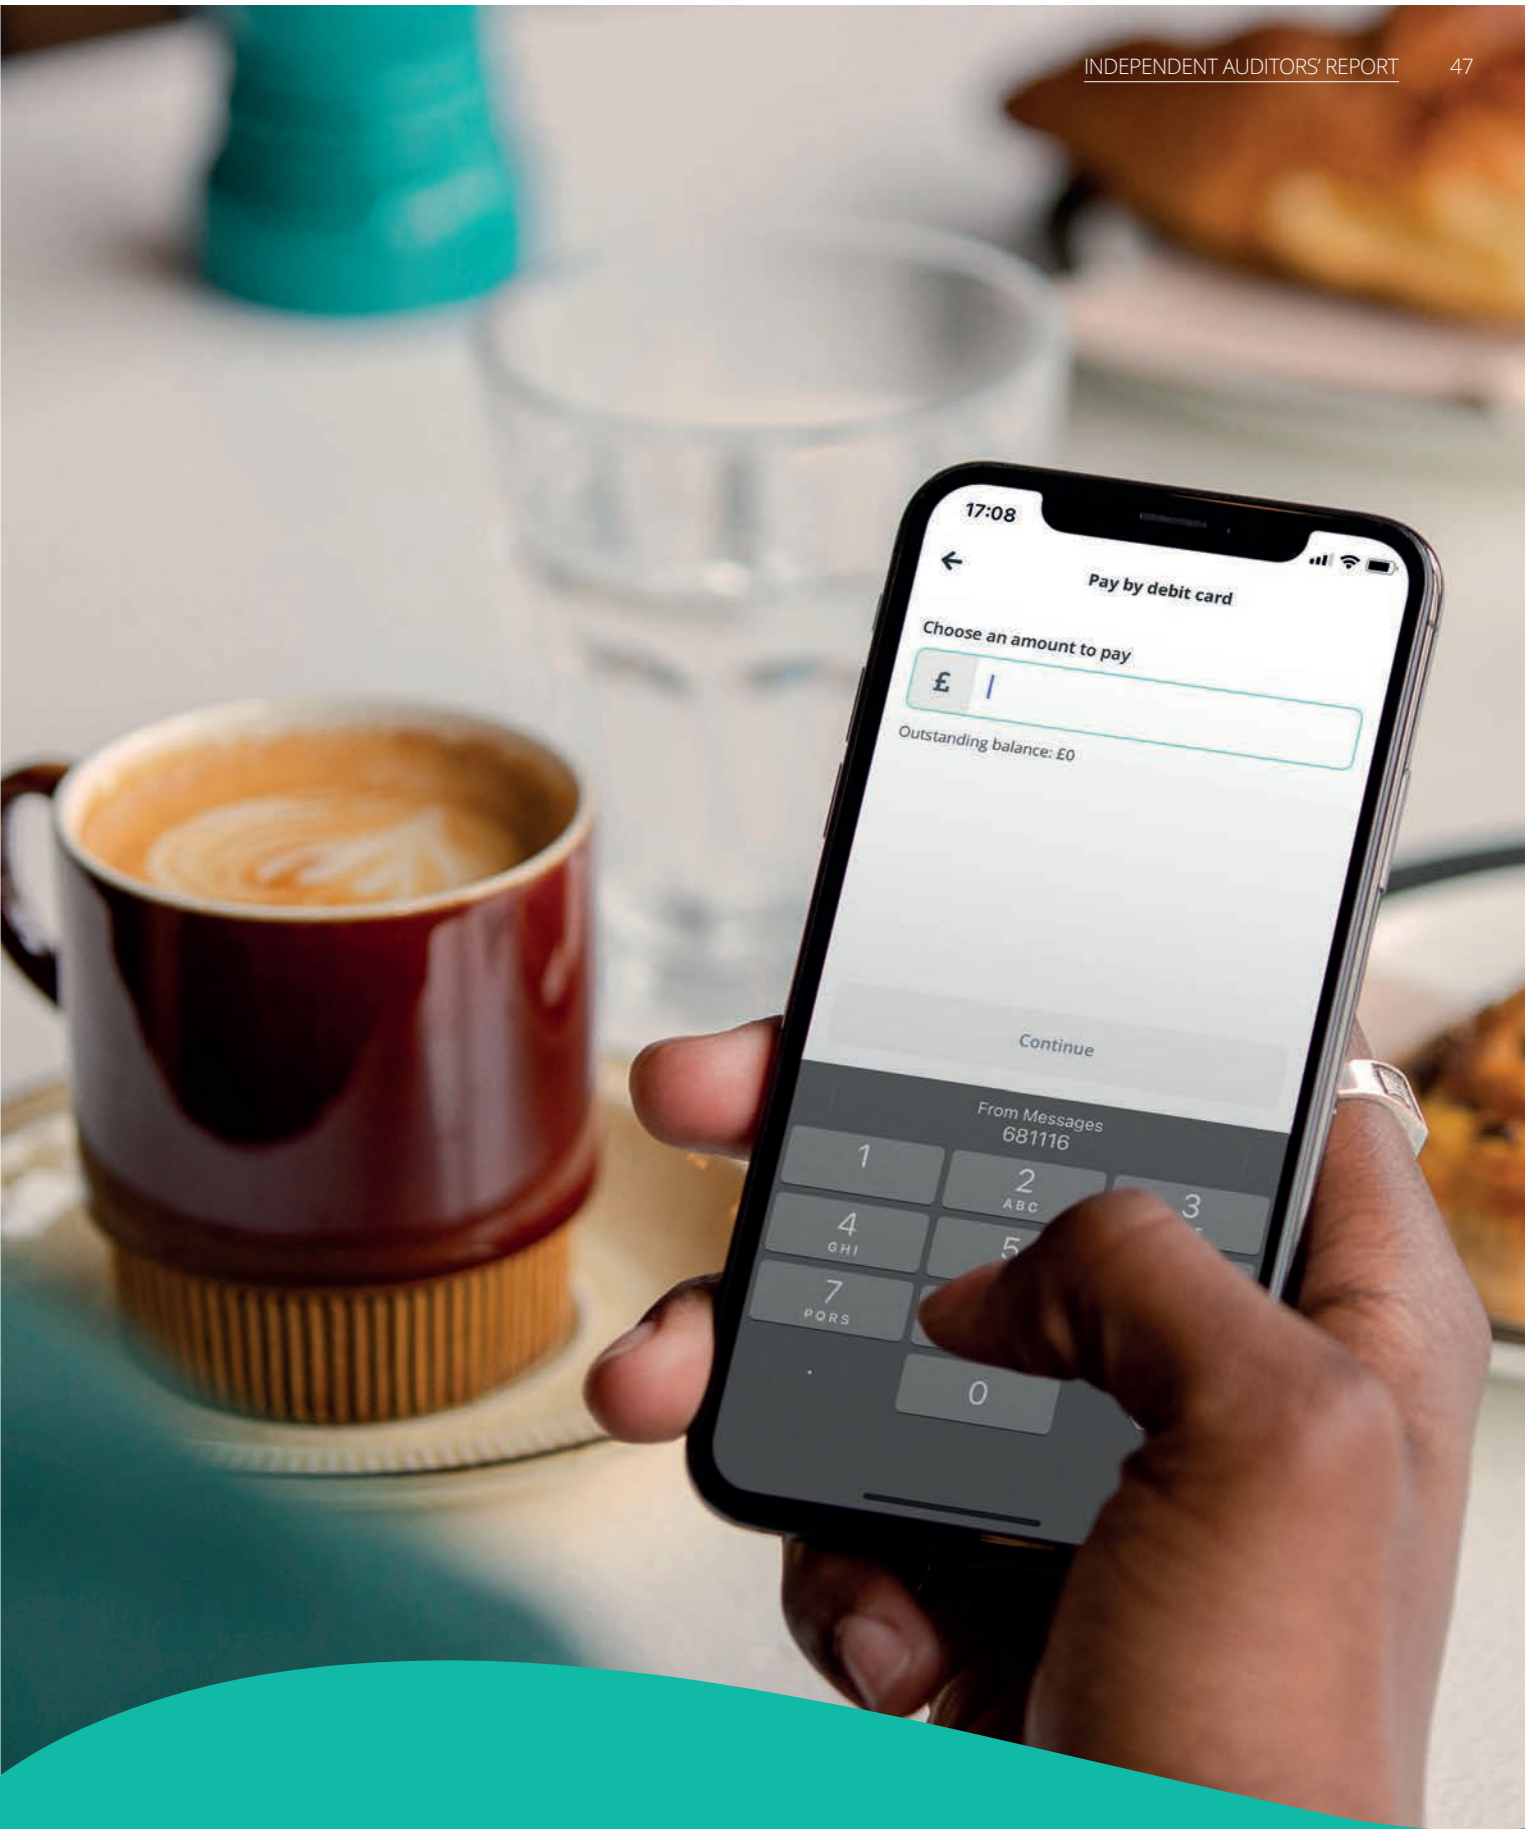 INDEPENDENT AUDITORS' REPORT 47
17:08
Pay by debit card
Choose an amount to pay
£
Outstanding balance: £0
Continue
From Messages
681116
1 2 3
ABC
4 5
GHI
7
PQRS
0